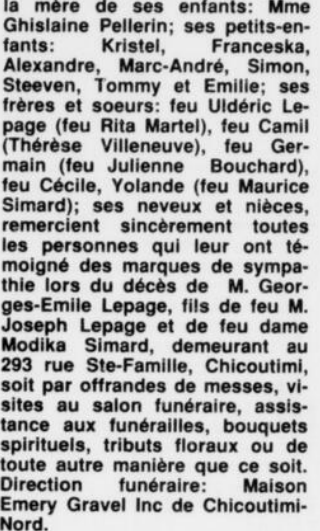 la mère de ses enfants: Mme
Ghislaine Pellerin; ses petits-en-
fants: Kristel, Franceska,
Alexandre, Marc-André, Simon,
Steeven, Tommy et Emilie; ses
frères et soeurs: feu Uldéric Le-
page (feu Rita Martel), feu Camil
(Thérèse Villeneuve), feu Ger-
main (feu Julienne Bouchard),
feu Cécile, Yolande (feu Maurice
Simard); ses neveux et nièces,
remercient sincèrement toutes
les personnes qui leur ont té-
moigné des marques de sympa-
thie lors du décès de M. Geor-
ges-Emile Lepage, fils de feu M.
Joseph Lepage et de feu dame
Modika Simard, demeurant au
293 rue Ste-Famille, Chicoutimi,
soit par offrandes de messes, vi-
sites au salon funéraire, assis-
tance aux funérailles, bouquets
spirituels, tributs floraux ou de
toute autre manière que ce soit.
Direction funéraire: Maison
Emery Gravel Inc de Chicoutimi-
Nord.